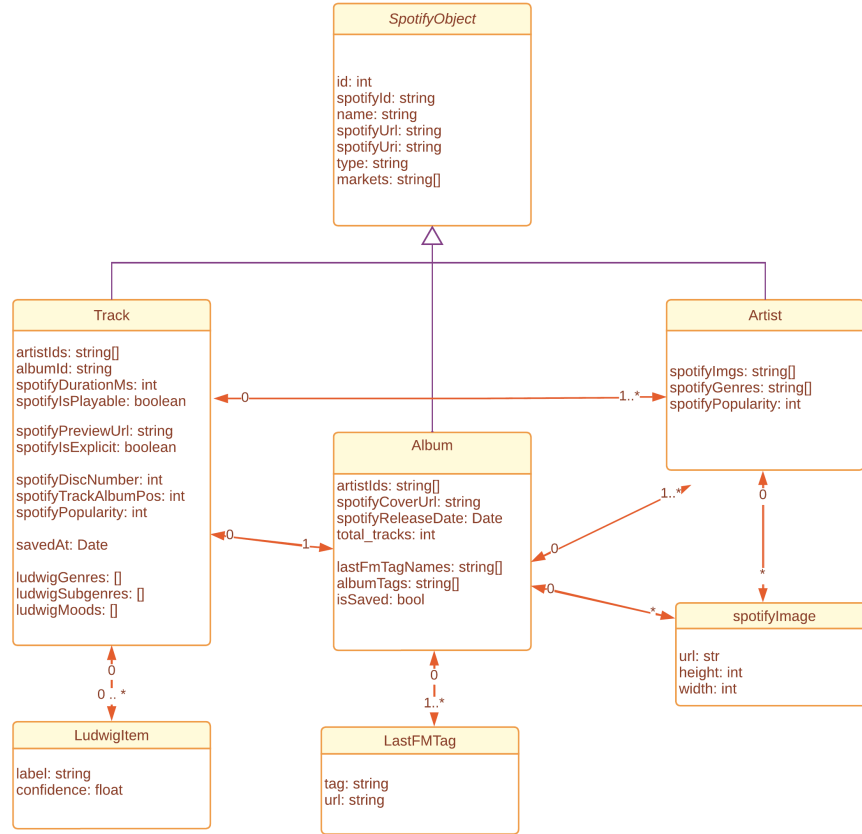 SpotifyObject
id: int
spotifyId: string
name: string
spotifyUrl: string
spotifyUri: string
type: string
markets: string[]
Track
artistIds: string[]
albumId: string
spotifyDurationMs: int
spotifyIsPlayable: boolean
spotifyPreviewUrl: string
spotifyIsExplicit: boolean
spotifyDiscNumber: int
spotifyTrackAlbumPos: int
spotifyPopularity: int
savedAt: Date
ludwigGenres: []
ludwigSubgenres: []
ludwigMoods: []
0
1..*
Artist
spotifyImgs: string[]
spotifyGenres: string[]
spotifyPopularity: int
Album
artistIds: string[]
spotifyCoverUrl: string
spotifyReleaseDate: Date
total_tracks: int
lastFmTagNames: string[]
albumTags: string[]
isSaved: bool
0
1
0
1..*
0
*
0
*
spotifyImage
url: str
height: int
width: int
0
0 .. *
LudwigItem
label: string
confidence: float
0
1..*
LastFMTag
tag: string
url: string